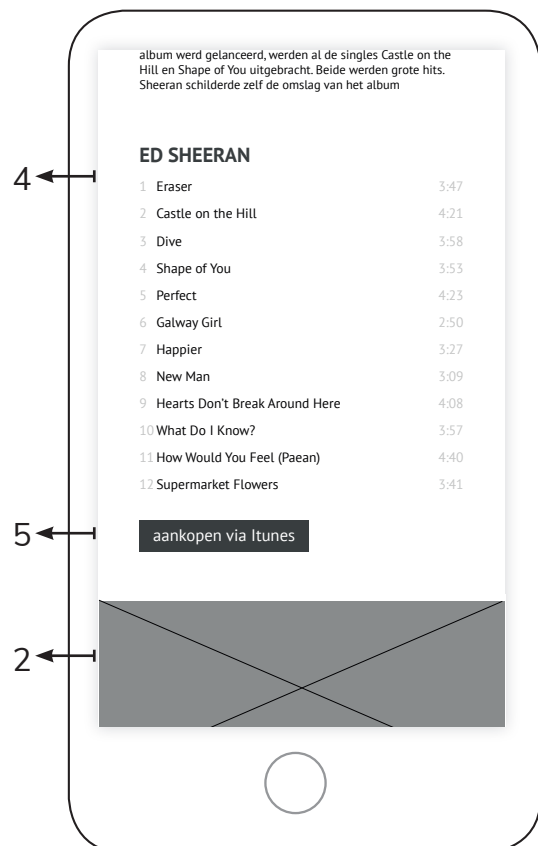 album werd gelanceerd, werden al de singles Castle on the
Hill en Shape of You uitgebracht. Beide werden grote hits.
Sheeran schilderde zelf de omslag van het album
ED SHEERAN
4
1 Eraser 3:47
2 Castle on the Hill 4:21
3 Dive 3:58
4 Shape of You 3:53
5 Perfect 4:23
6 Galway Girl 2:50
7 Happier 3:27
8 New Man 3:09
9 Hearts Don't Break Around Here 4:08
10 What Do I Know? 3:57
11 How Would You Feel (Paean) 4:40
12 Supermarket Flowers 3:41
5
aankopen via Itunes
2